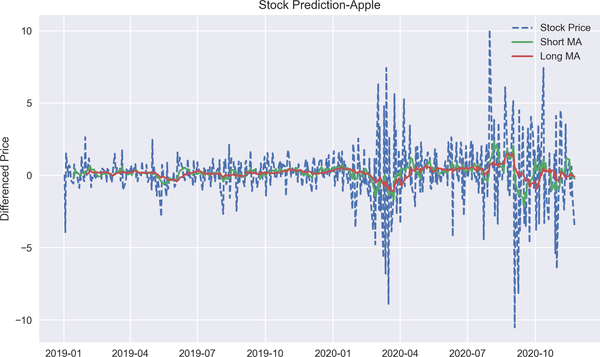 Stock Prediction-Apple
Stock Price
Short MA
Long MA
Differenced Price
10
5
0
−5
−10
2019-01 2019-04 2019-07 2019-10 2020-01 2020-04 2020-07 2020-10